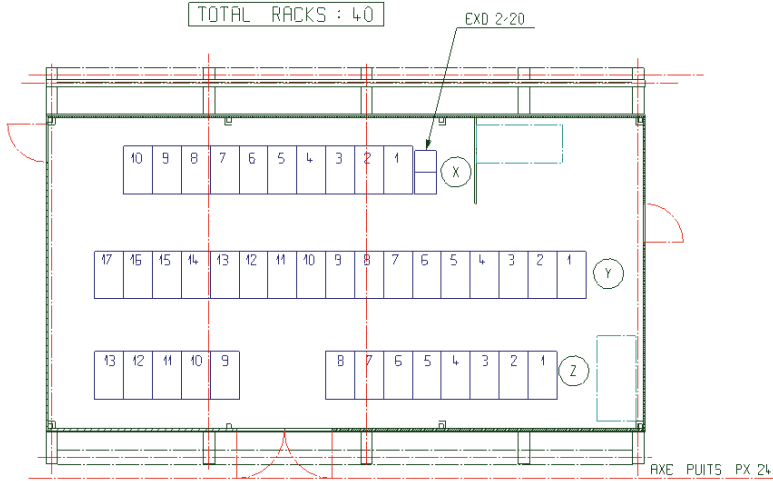 TOTAL RACKS : 40
EXD 2-20
10 9 8 7 6 5 4 3 2 1 X
17 16 15 14 13 12 11 10 9 8 7 6 5 4 3 2 1 Y
13 12 11 10 9 8 7 6 5 4 3 2 1 Z
AXE PUITS PX 24